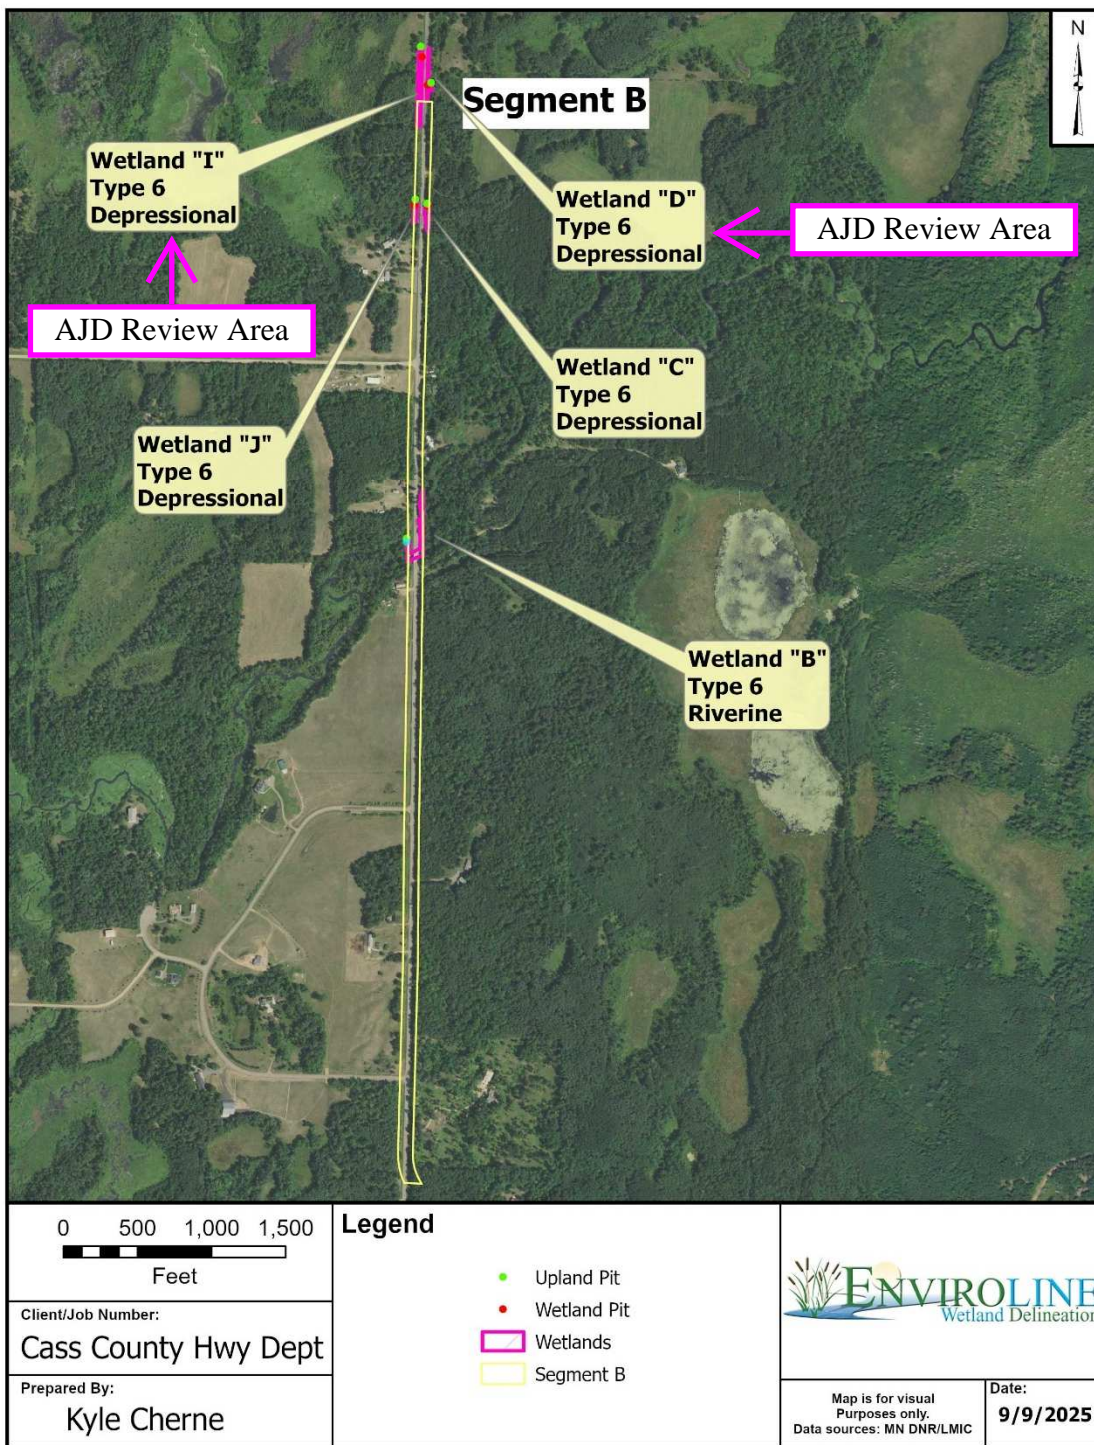 N
Segment B
Wetland "I"
Type 6
Depressional
Wetland "D"
Type 6
Depressional
AJD Review Area
AJD Review Area
Wetland "C"
Type 6
Depressional
Wetland "J"
Type 6
Depressional
Wetland "B"
Type 6
Riverine
0 500 1,000 1,500
Feet
Client/Job Number:
Cass County Hwy Dept
Prepared By:
Kyle Cherne
Legend
Upland Pit
Wetland Pit
Wetlands
Segment B
ENVIROLINE
Wetland Delineation
Map is for visual
Purposes only.
Data sources: MN DNR/LMIC
Date:
9/9/2025